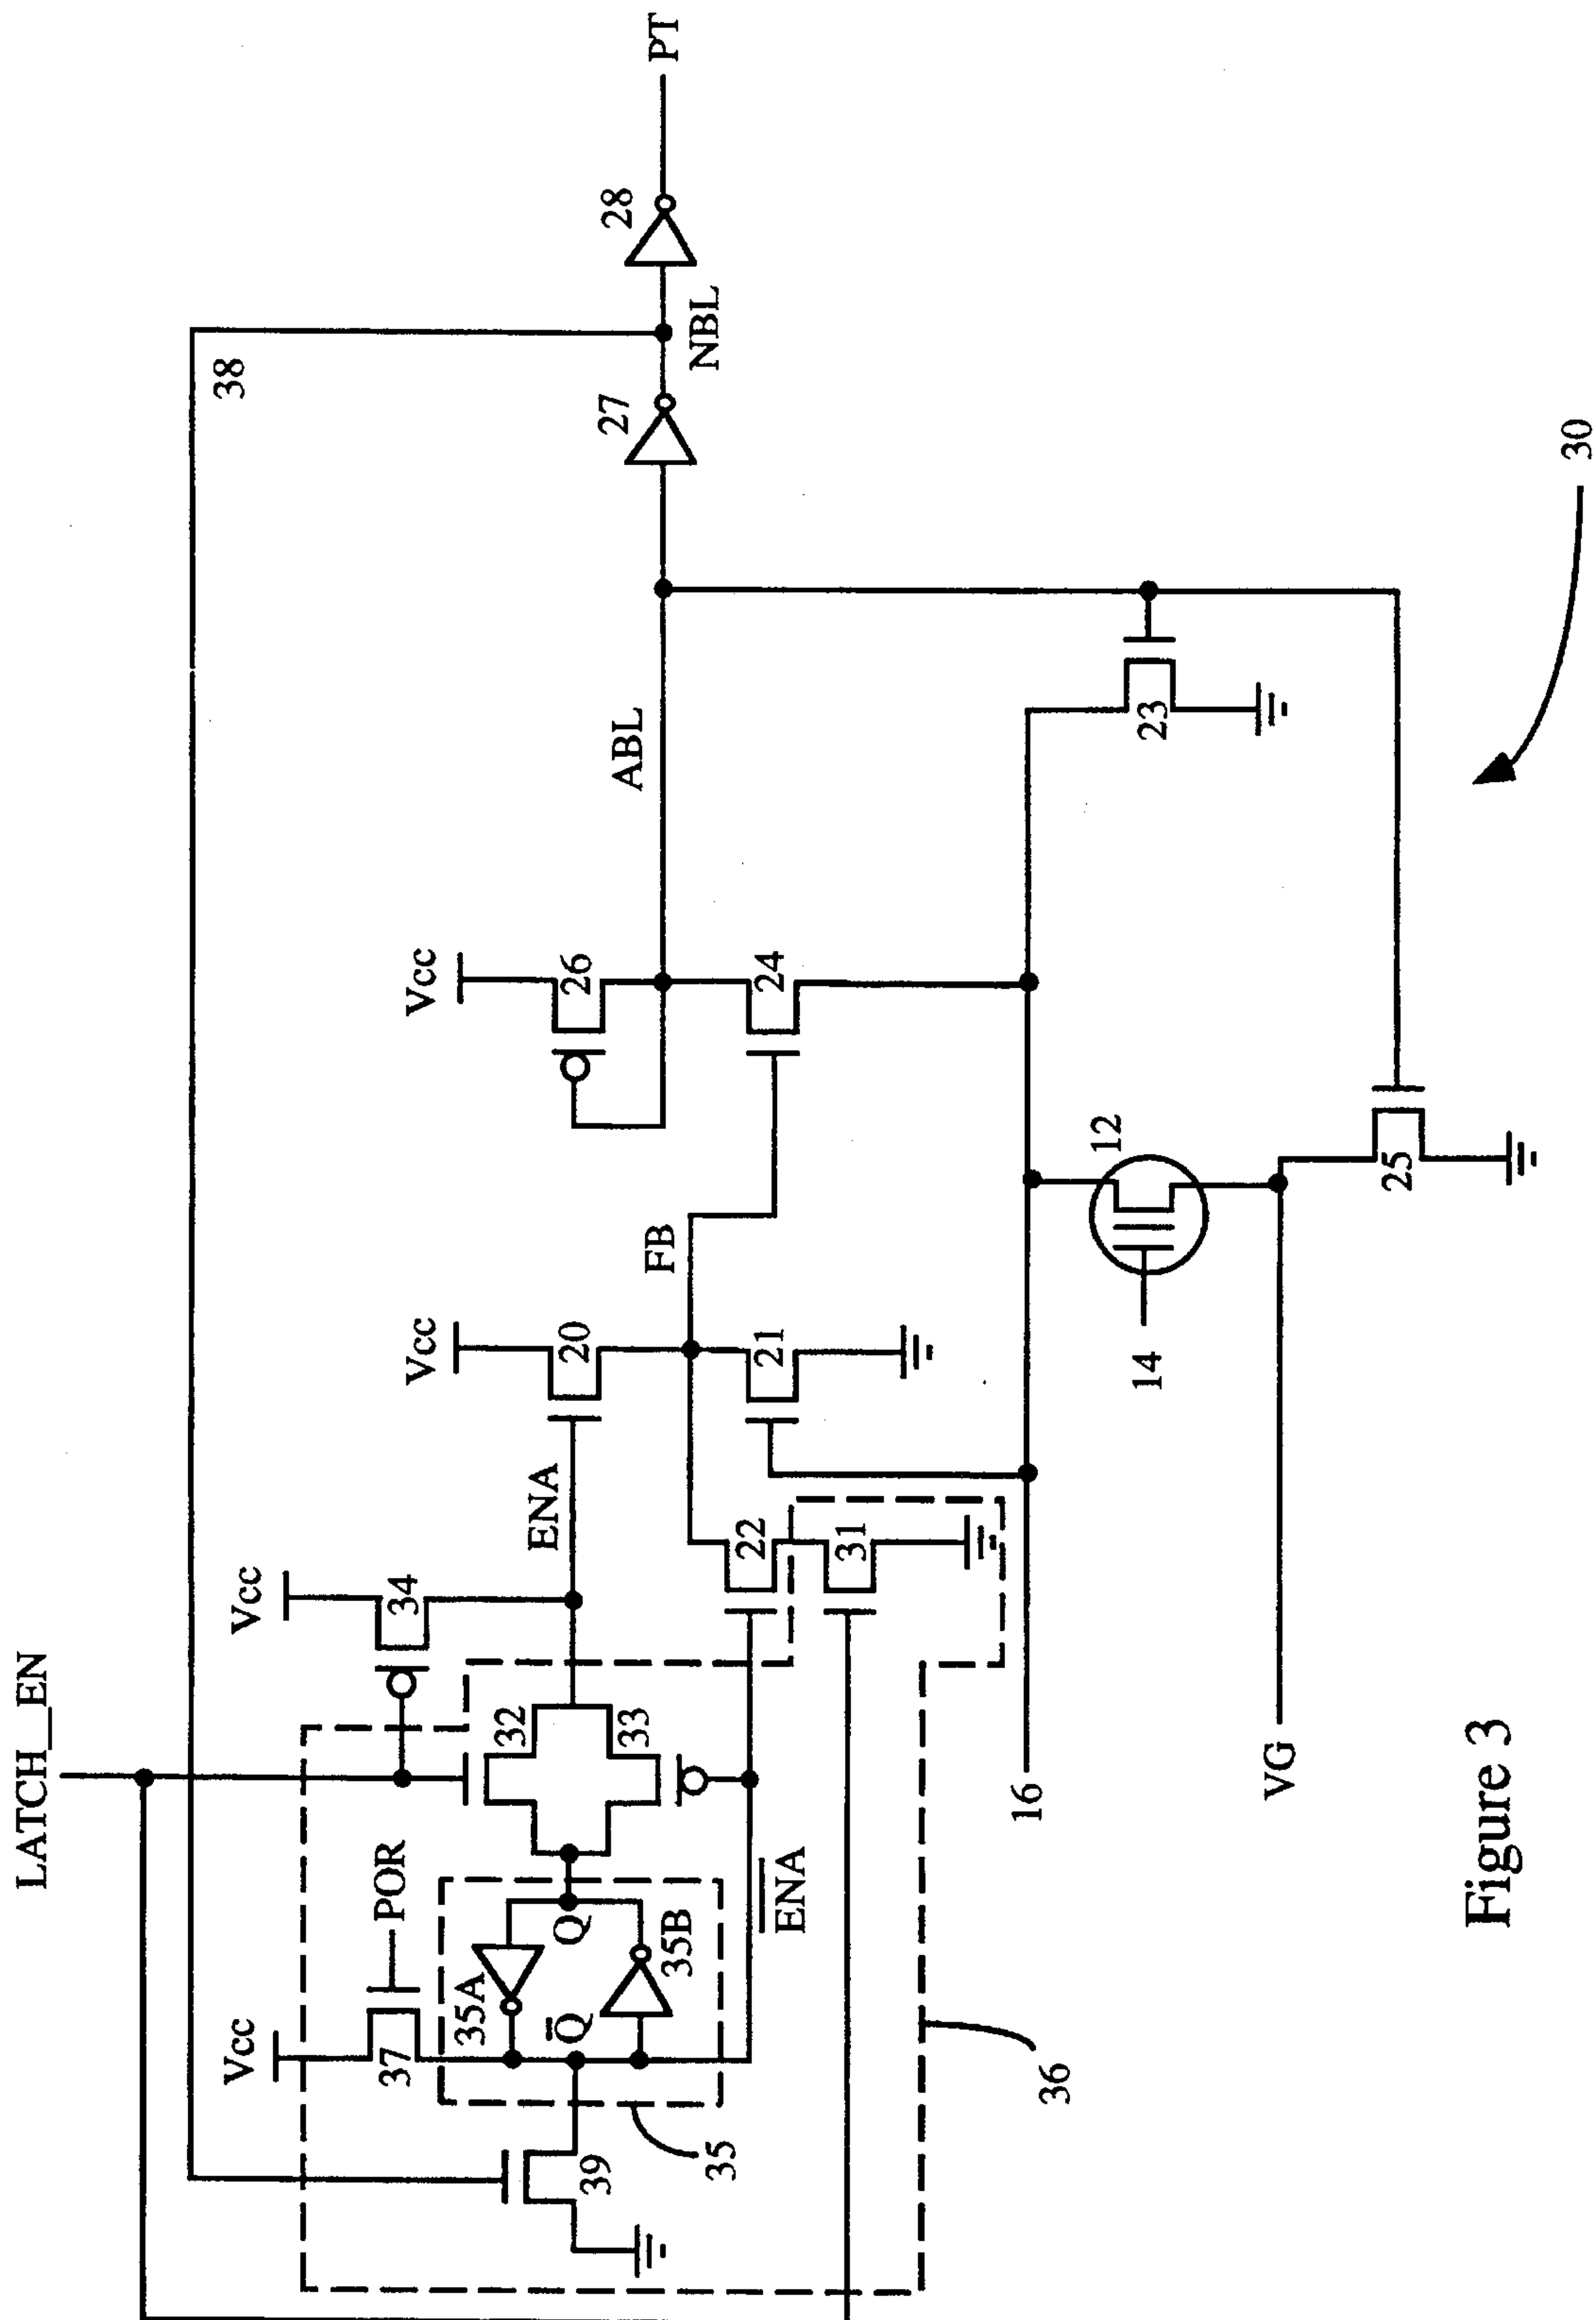 LATCH_EN
38
Vcc
POR
37
35A
Q̅
Q
35B
39
35
36
E̅N̅A̅
32
33
Vcc
34
ENA
22
31
Vcc
20
FB
21
Vcc
26
24
ABL
27
NBL
28
PT
16
14
12
23
25
VG
30
Figure 3